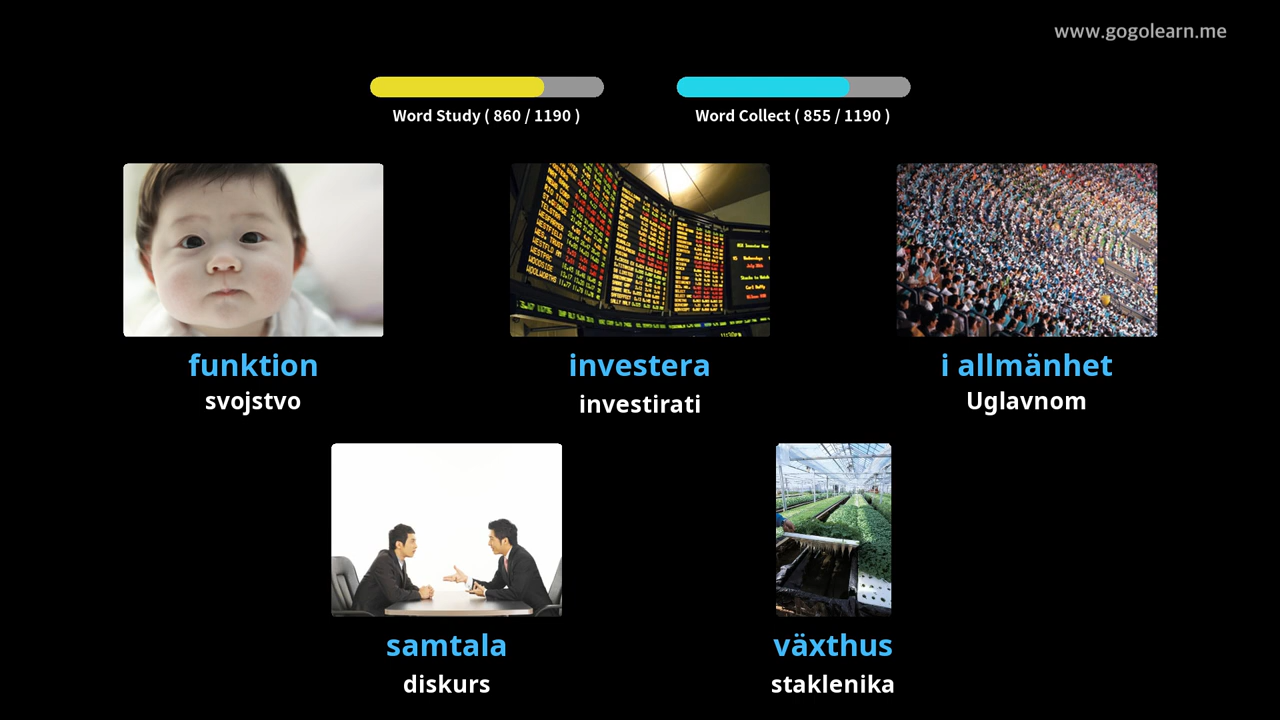 www.gogolearn.me
Word Study ( 860 / 1190 )
Word Collect ( 855 / 1190 )
funktion
svojstvo
investera
investirati
i allmänhet
Uglavnom
samtala
diskurs
växthus
staklenika